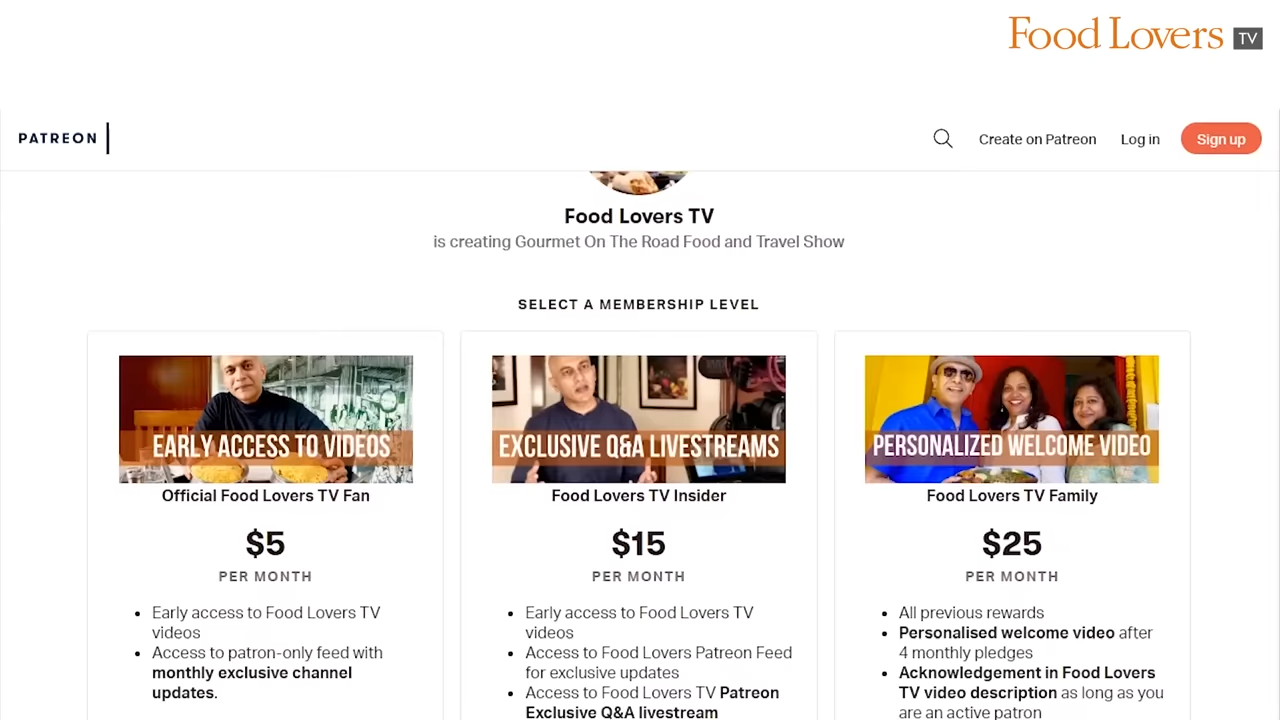 Food Lovers TV
PATREON
Create on Patreon
Log in
Sign up
Food Lovers TV
is creating Gourmet On The Road Food and Travel Show
SELECT A MEMBERSHIP LEVEL
EARLY ACCESS TO VIDEOS
Official Food Lovers TV Fan
$5
PER MONTH
• Early access to Food Lovers TV
videos
• Access to patron-only feed with
monthly exclusive channel
updates.
EXCLUSIVE Q&A LIVESTREAMS
Food Lovers TV Insider
$15
PER MONTH
• Early access to Food Lovers TV
videos
• Access to Food Lovers Patreon Feed
for exclusive updates
• Access to Food Lovers TV Patreon
Exclusive Q&A livestream
PERSONALIZED WELCOME VIDEO
Food Lovers TV Family
$25
PER MONTH
• All previous rewards
• Personalised welcome video after
4 monthly pledges
• Acknowledgement in Food Lovers
TV video description as long as you
are an active patron